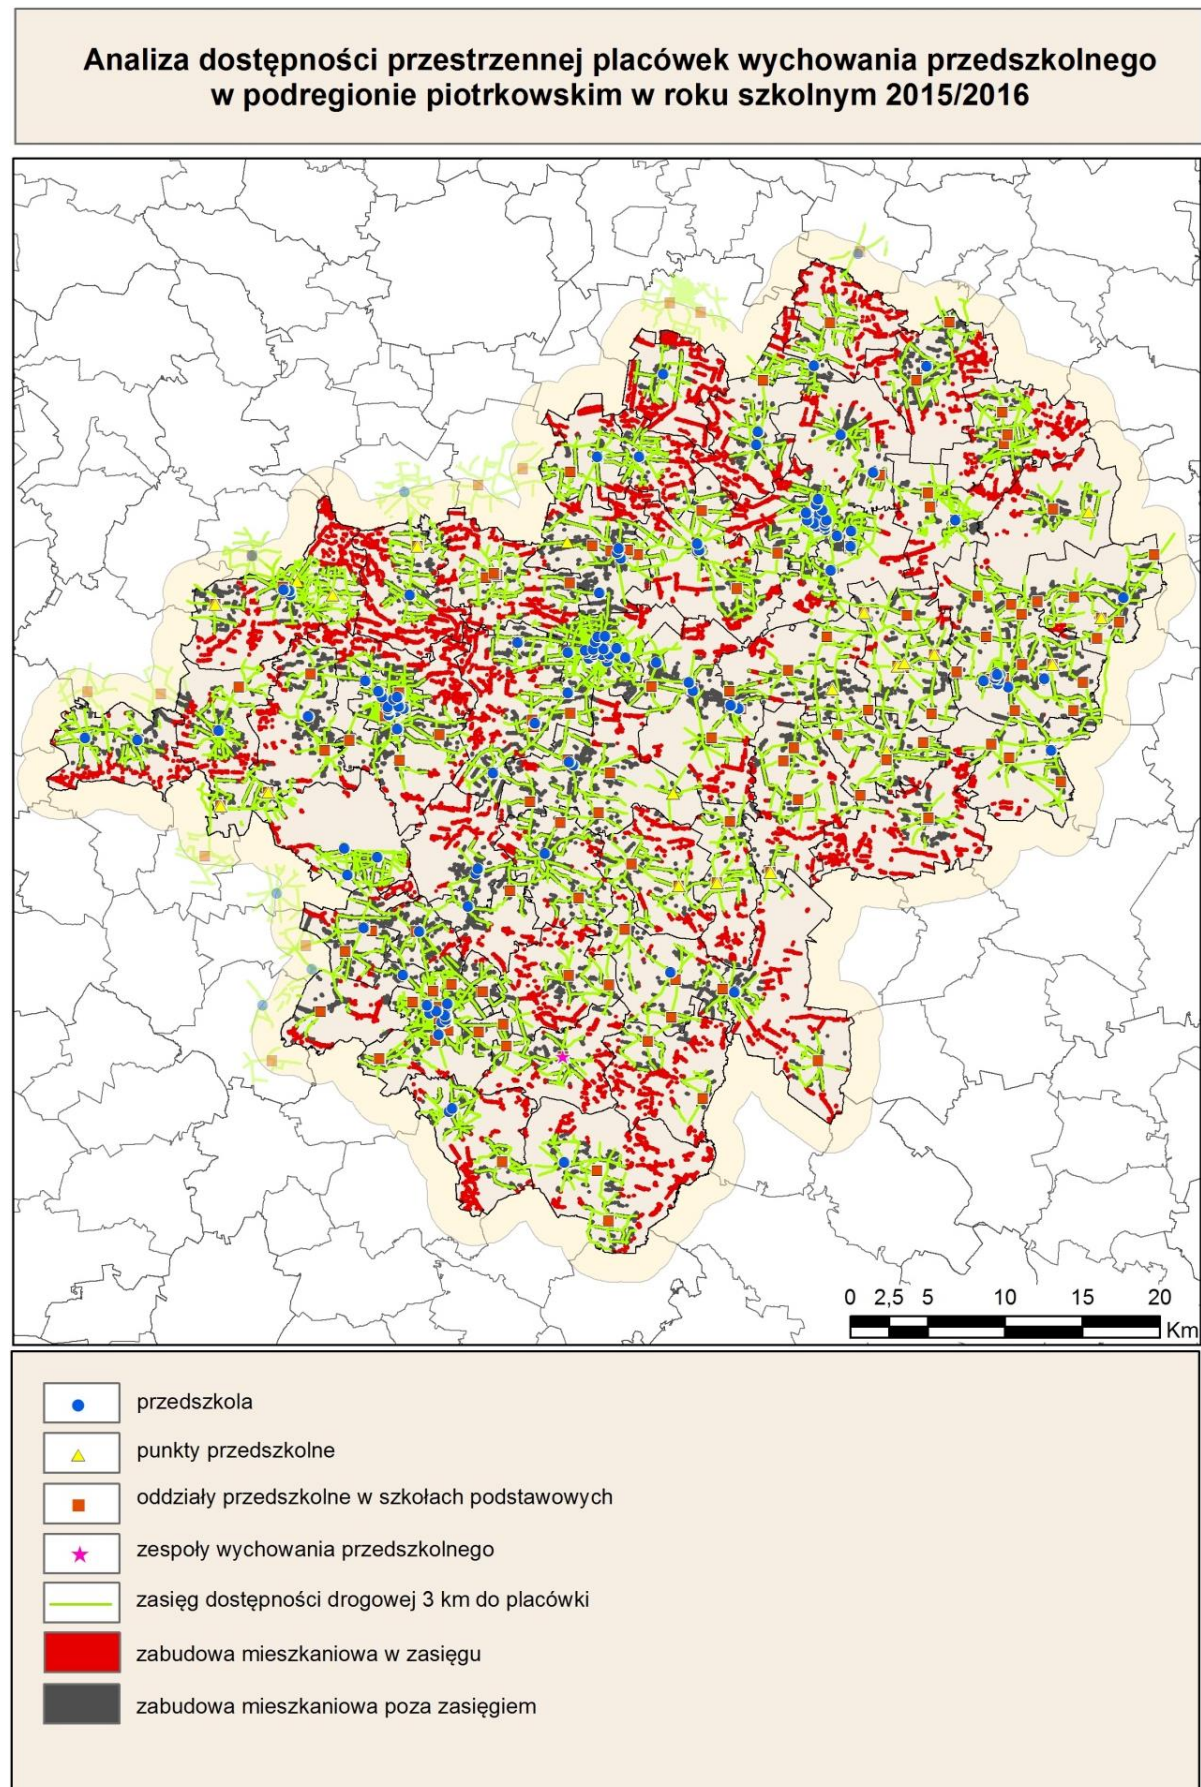 Analiza dostępności przestrzennej placówek wychowania przedszkolnego
w podregionie piotrkowskim w roku szkolnym 2015/2016
0 2,5 5 10 15 20
Km
przedszkola
punkty przedszkolne
oddziały przedszkolne w szkołach podstawowych
zespoły wychowania przedszkolnego
zasięg dostępności drogowej 3 km do placówki
zabudowa mieszkaniowa w zasięgu
zabudowa mieszkaniowa poza zasięgiem